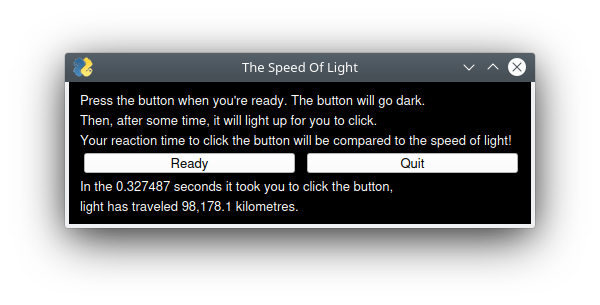 The Speed Of Light
Press the button when you're ready. The button will go dark.
Then, after some time, it will light up for you to click.
Your reaction time to click the button will be compared to the speed of light!
Ready Quit
In the 0.327487 seconds it took you to click the button,
light has traveled 98,178.1 kilometres.